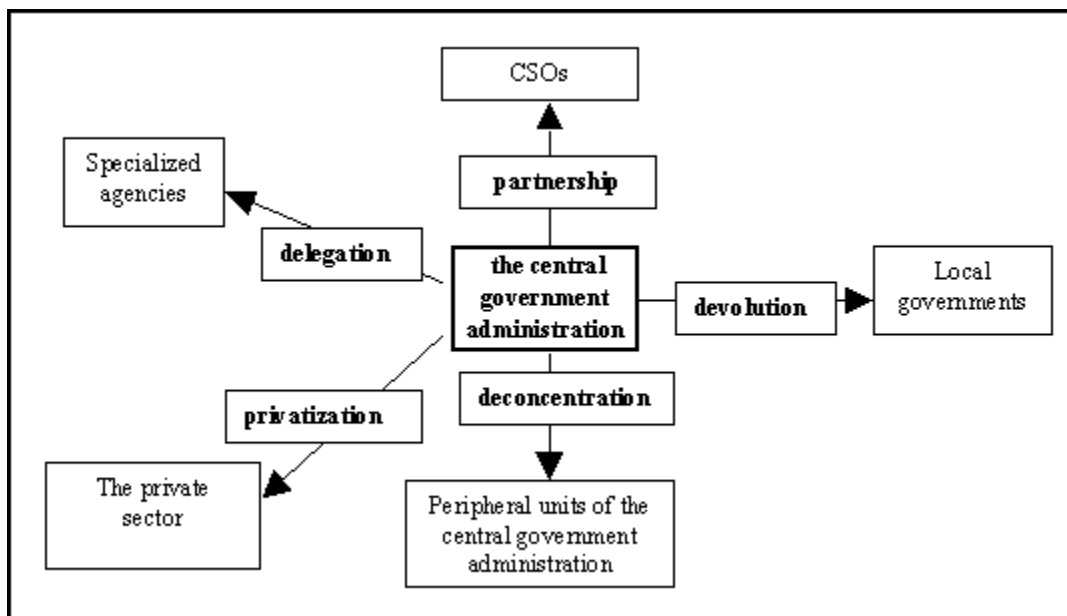 CSOs
Specialized
agencies
partnership
delegation
the central
government
administration
devolution
Local
governments
privatization
deconcentration
The private
sector
Peripheral units of the
central government
administration